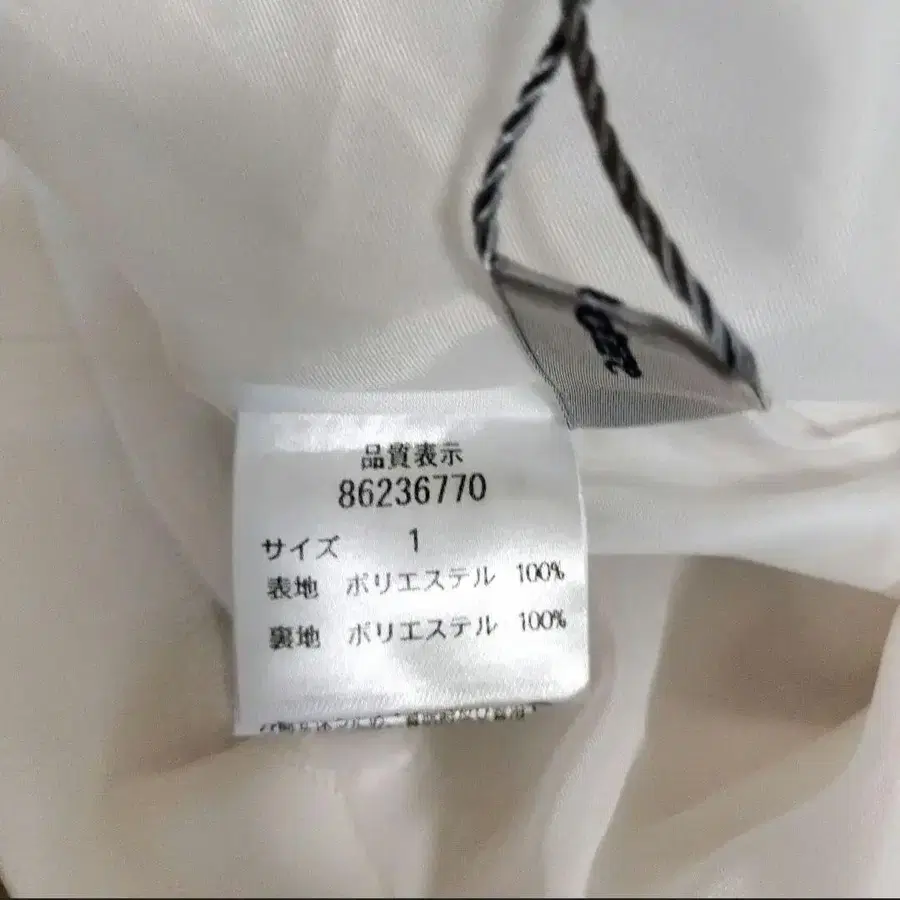 品質表示
86236770
サイズ 1
表地 ポリエステル 100%
裏地 ポリエステル 100%